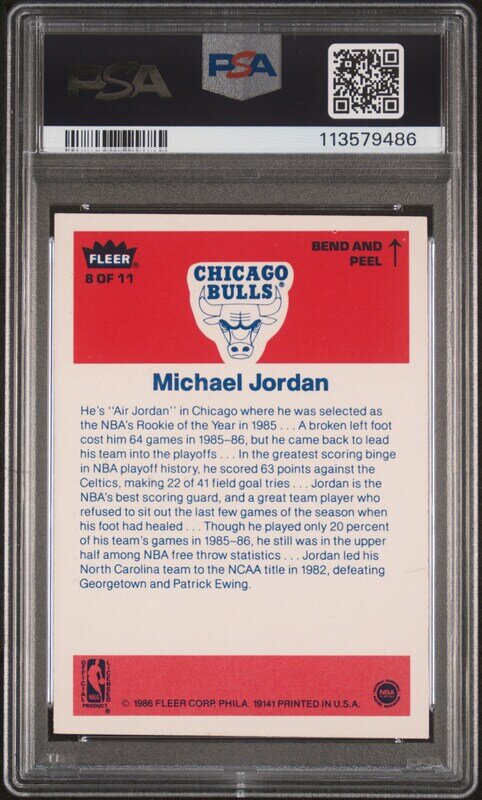 PSA
PSA
113579486
FLEER®
8 OF 11
BEND AND
PEEL
CHICAGO
BULLS®
Michael Jordan
He's "Air Jordan" in Chicago where he was selected as
the NBA's Rookie of the Year in 1985 . . . A broken left foot
cost him 64 games in 1985–86, but he came back to lead
his team into the playoffs . . . In the greatest scoring binge
in NBA playoff history, he scored 63 points against the
Celtics, making 22 of 41 field goal tries . . . Jordan is the
NBA's best scoring guard, and a great team player who
refused to sit out the last few games of the season when
his foot had healed . . . Though he played only 20 percent
of his team's games in 1985–86, he still was in the upper
half among NBA free throw statistics . . . Jordan led his
North Carolina team to the NCAA title in 1982, defeating
Georgetown and Patrick Ewing.
OFFICIAL
LICENSED
NBA
PRODUCT
®
© 1986 FLEER CORP. PHILA. 19141 PRINTED IN U.S.A.
NBA